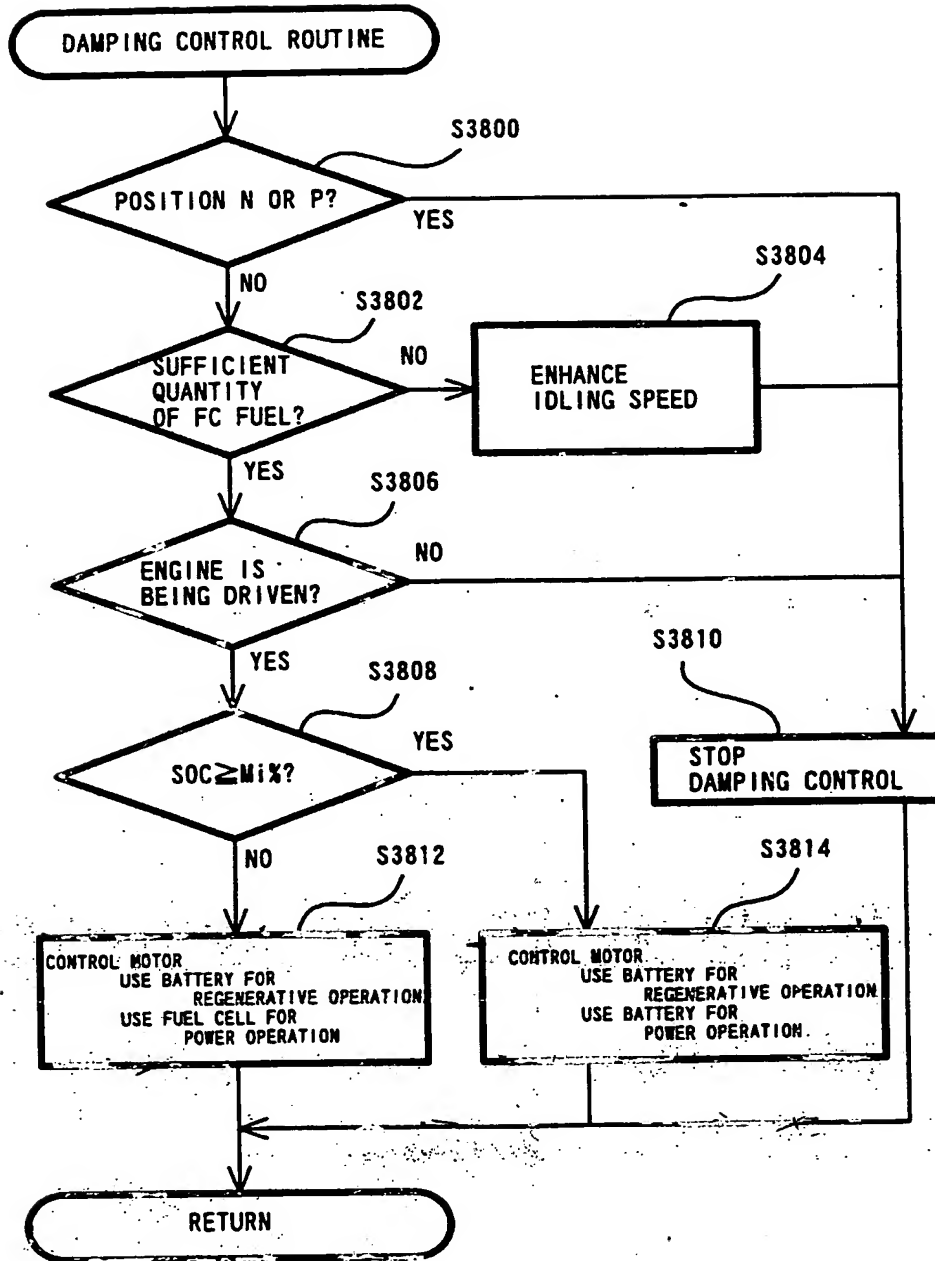 DAMPING CONTROL ROUTINE
S3800
POSITION N OR P?
YES
NO
S3802
S3804
SUFFICIENT
QUANTITY
OF FC FUEL?
NO
ENHANCE
IDLING SPEED
YES
S3806
ENGINE IS
BEING DRIVEN?
NO
YES
S3808
S3810
SOC≧Mi%?
YES
STOP
DAMPING CONTROL
NO
S3812
S3814
CONTROL MOTOR
USE BATTERY FOR
REGENERATIVE OPERATION
USE FUEL CELL FOR
POWER OPERATION
CONTROL MOTOR
USE BATTERY FOR
REGENERATIVE OPERATION
USE BATTERY FOR
POWER OPERATION
RETURN